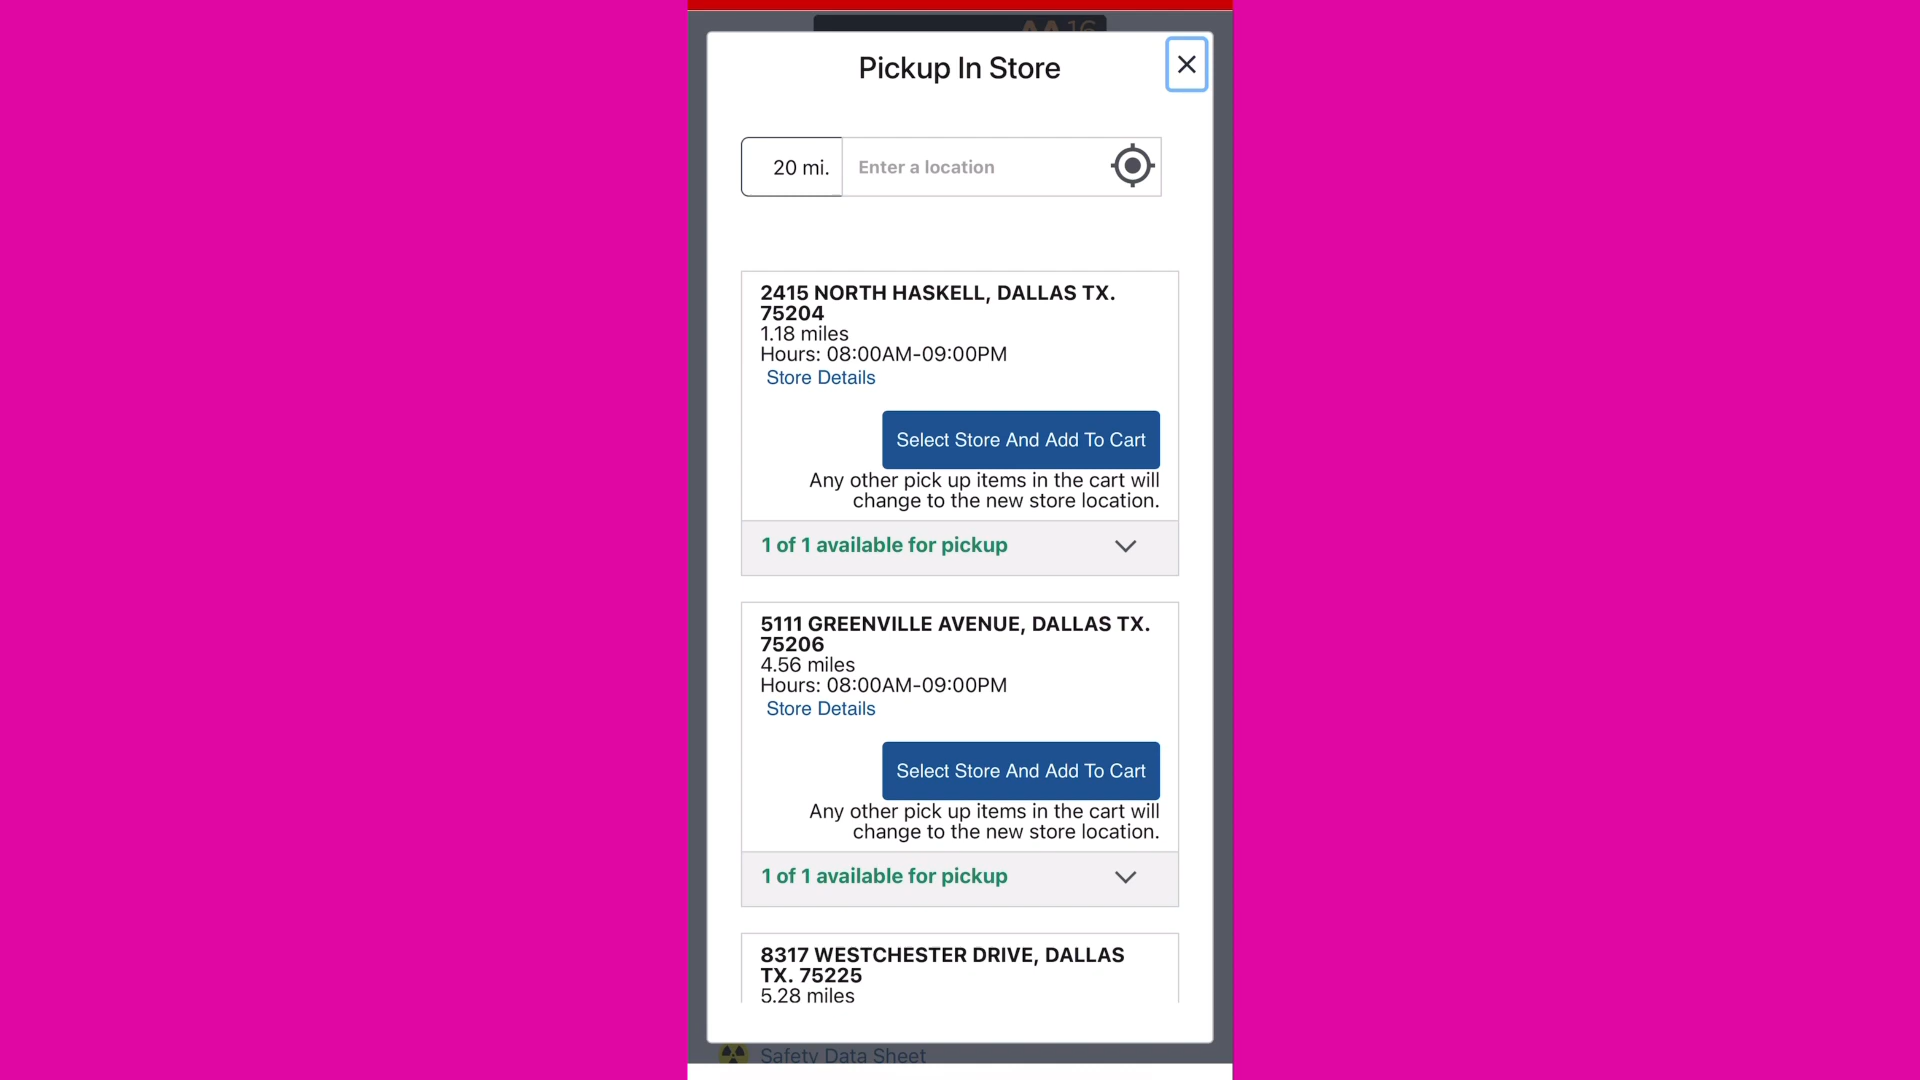 AA 16
Pickup In Store
20 mi.
Enter a location
2415 NORTH HASKELL, DALLAS TX.
75204
1.18 miles
Hours: 08:00AM-09:00PM
Store Details
Select Store And Add To Cart
Any other pick up items in the cart will
change to the new store location.
1 of 1 available for pickup
5111 GREENVILLE AVENUE, DALLAS TX.
75206
4.56 miles
Hours: 08:00AM-09:00PM
Store Details
Select Store And Add To Cart
Any other pick up items in the cart will
change to the new store location.
1 of 1 available for pickup
8317 WESTCHESTER DRIVE, DALLAS
TX. 75225
5.28 miles
Safety Data Sheet